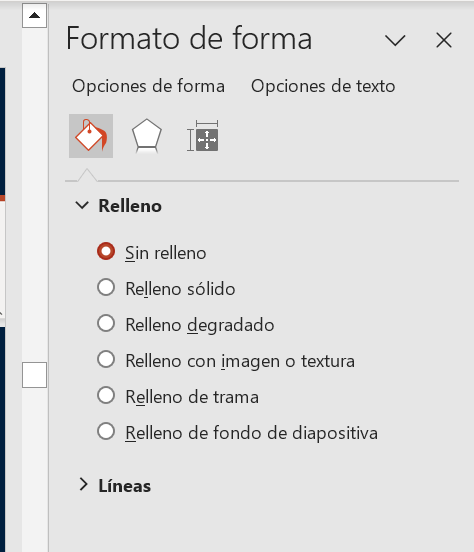 Formato de forma
Opciones de forma Opciones de texto
Relleno
Sin relleno
Relleno sólido
Relleno degradado
Relleno con imagen o textura
Relleno de trama
Relleno de fondo de diapositiva
Líneas